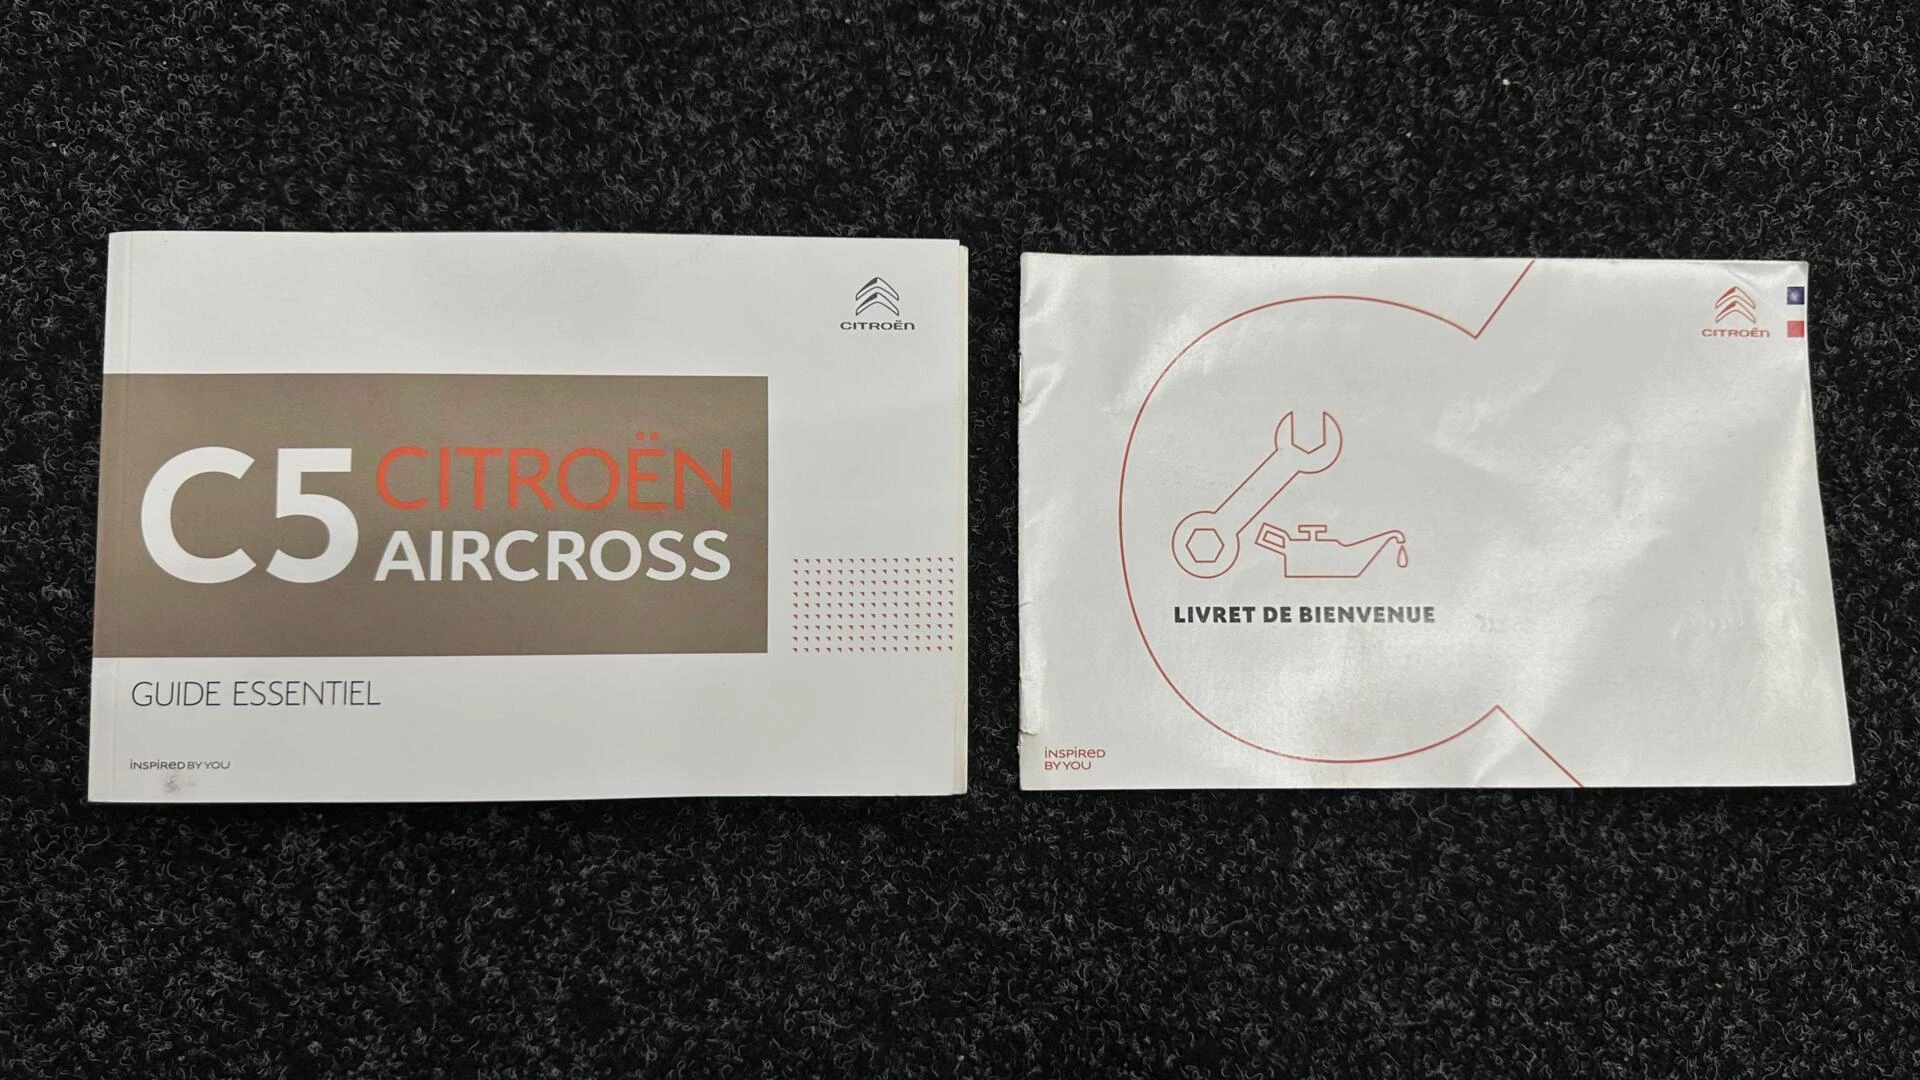 CITROËN
C5 CITROËN
AIRCROSS
GUIDE ESSENTIEL
INSPIRED BY YOU
CITROËN
LIVRET DE BIENVENUE
INSPIRED
BY YOU